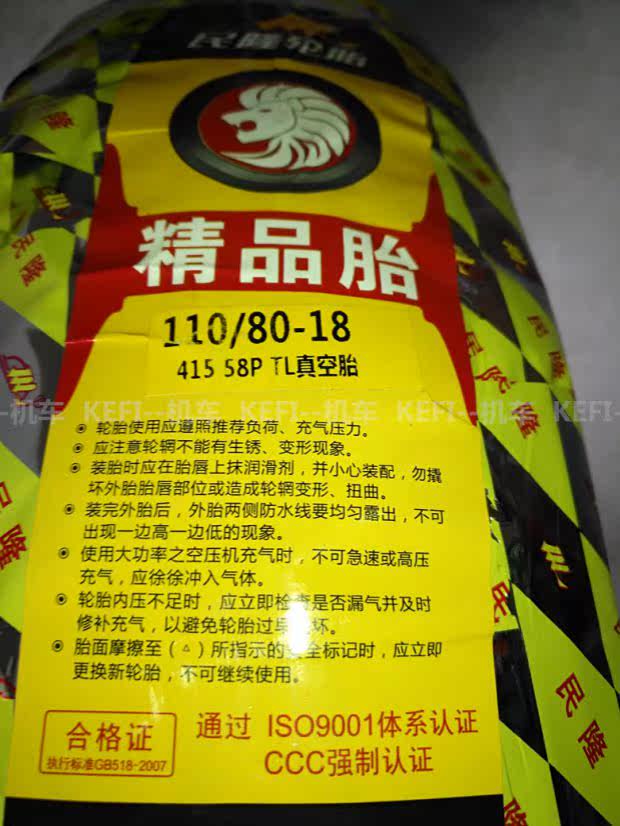 民隆轮胎
精品胎
110/80-18
415 58P TL真空胎
KEFI--机车 KEFI--机车 KEFI--机车
轮胎使用应遵照推荐负荷、充气压力。
应注意轮辋不能有生锈、变形现象。
装胎时应在胎唇上抹润滑剂，并小心装配，勿撬
坏外胎胎唇部位或造成轮辋变形、扭曲。
装完外胎后，外胎两侧防水线要均匀露出，不可
出现一边高一边低的现象。
使用大功率之空压机充气时，不可急速或高压
充气，应徐徐冲入气体。
轮胎内压不足时，应立即检查是否漏气并及时
修补充气，以避免轮胎过早坏。
胎面摩擦至（△）所指示的安全标记时，应立即
更换新轮胎，不可继续使用。
合格证
执行标准GB518-2007
通过 ISO9001体系认证
CCC强制认证
民隆
民隆
民隆
民隆
民隆
民隆